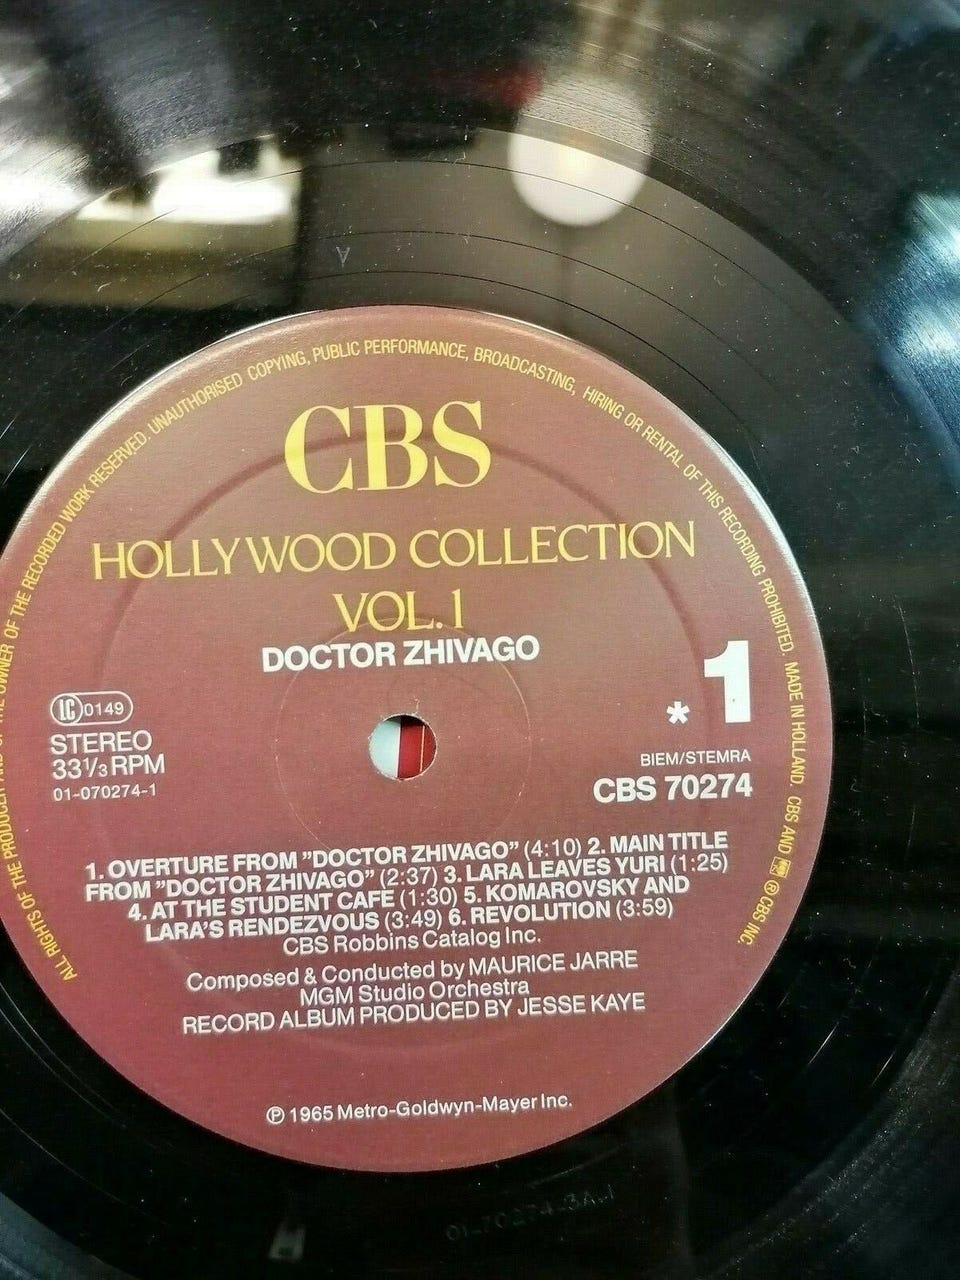 ALL RIGHTS OF THE PRODUCER AND OF THE OWNER OF THE RECORDED WORK RESERVED. UNAUTHORISED COPYING, PUBLIC PERFORMANCE, BROADCASTING, HIRING OR RENTAL OF THIS RECORDING PROHIBITED. MADE IN HOLLAND. CBS AND ® CBS INC.
CBS
HOLLYWOOD COLLECTION
VOL. 1
DOCTOR ZHIVAGO
* 1
LC 0149
STEREO
33 1/3 RPM
01-070274-1
BIEM/STEMRA
CBS 70274
1. OVERTURE FROM ”DOCTOR ZHIVAGO” (4:10) 2. MAIN TITLE
FROM ”DOCTOR ZHIVAGO” (2:37) 3. LARA LEAVES YURI (1:25)
4. AT THE STUDENT CAFÉ (1:30) 5. KOMAROVSKY AND
LARA'S RENDEZVOUS (3:49) 6. REVOLUTION (3:59)
CBS Robbins Catalog Inc.
Composed & Conducted by MAURICE JARRE
MGM Studio Orchestra
RECORD ALBUM PRODUCED BY JESSE KAYE
℗ 1965 Metro-Goldwyn-Mayer Inc.